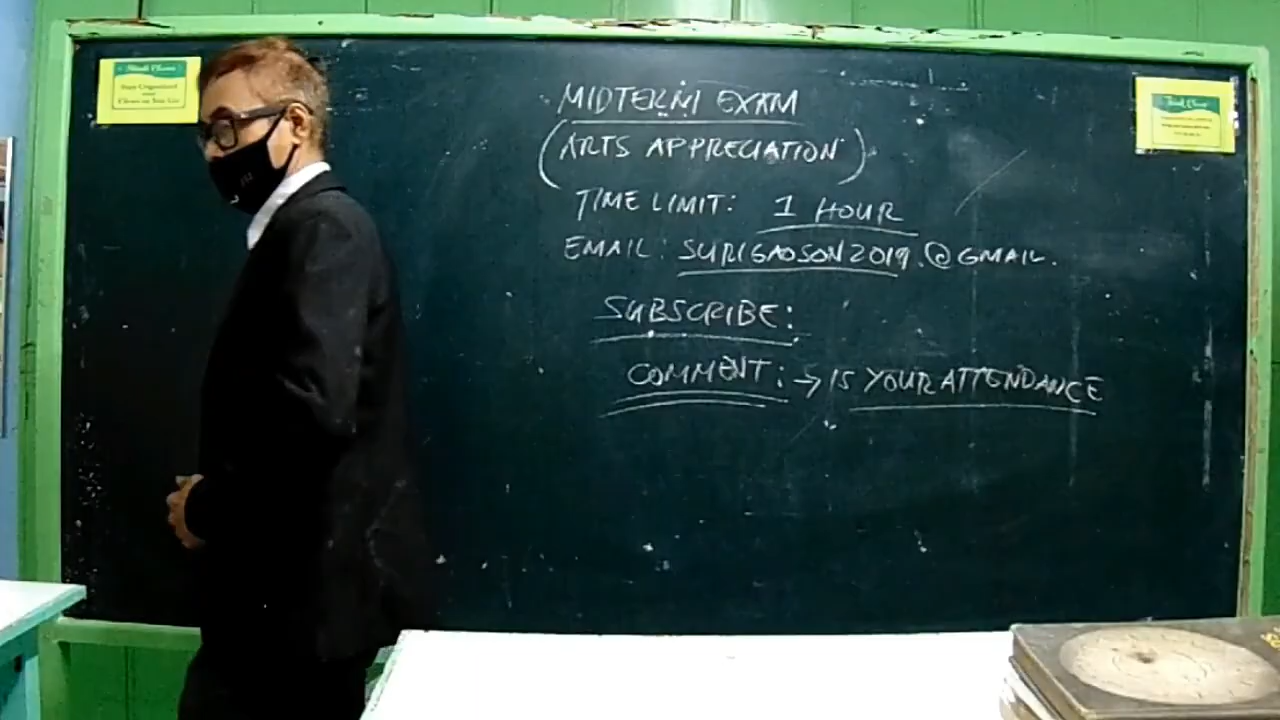 MIDTERM EXAM
(ARTS APPRECIATION)
TIME LIMIT: 1 HOUR
EMAIL: SURIGAOSON2019.@GMAIL.
SUBSCRIBE:
COMMENT: → IS YOUR ATTENDANCE